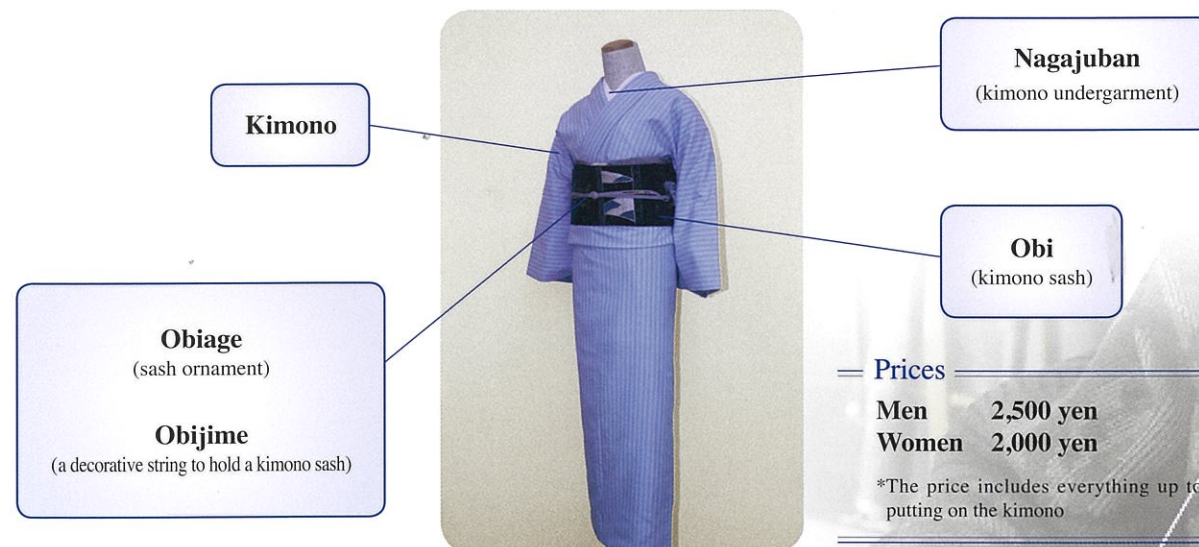 Kimono
Nagajuban
(kimono undergarment)
Obi
(kimono sash)
Obiage
(sash ornament)
Obijime
(a decorative string to hold a kimono sash)
Prices
Men 2,500 yen
Women 2,000 yen
*The price includes everything up to
putting on the kimono